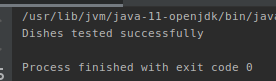 /usr/lib/jvm/java-11-openjdk/bin/java
Dishes tested successfully
Process finished with exit code 0